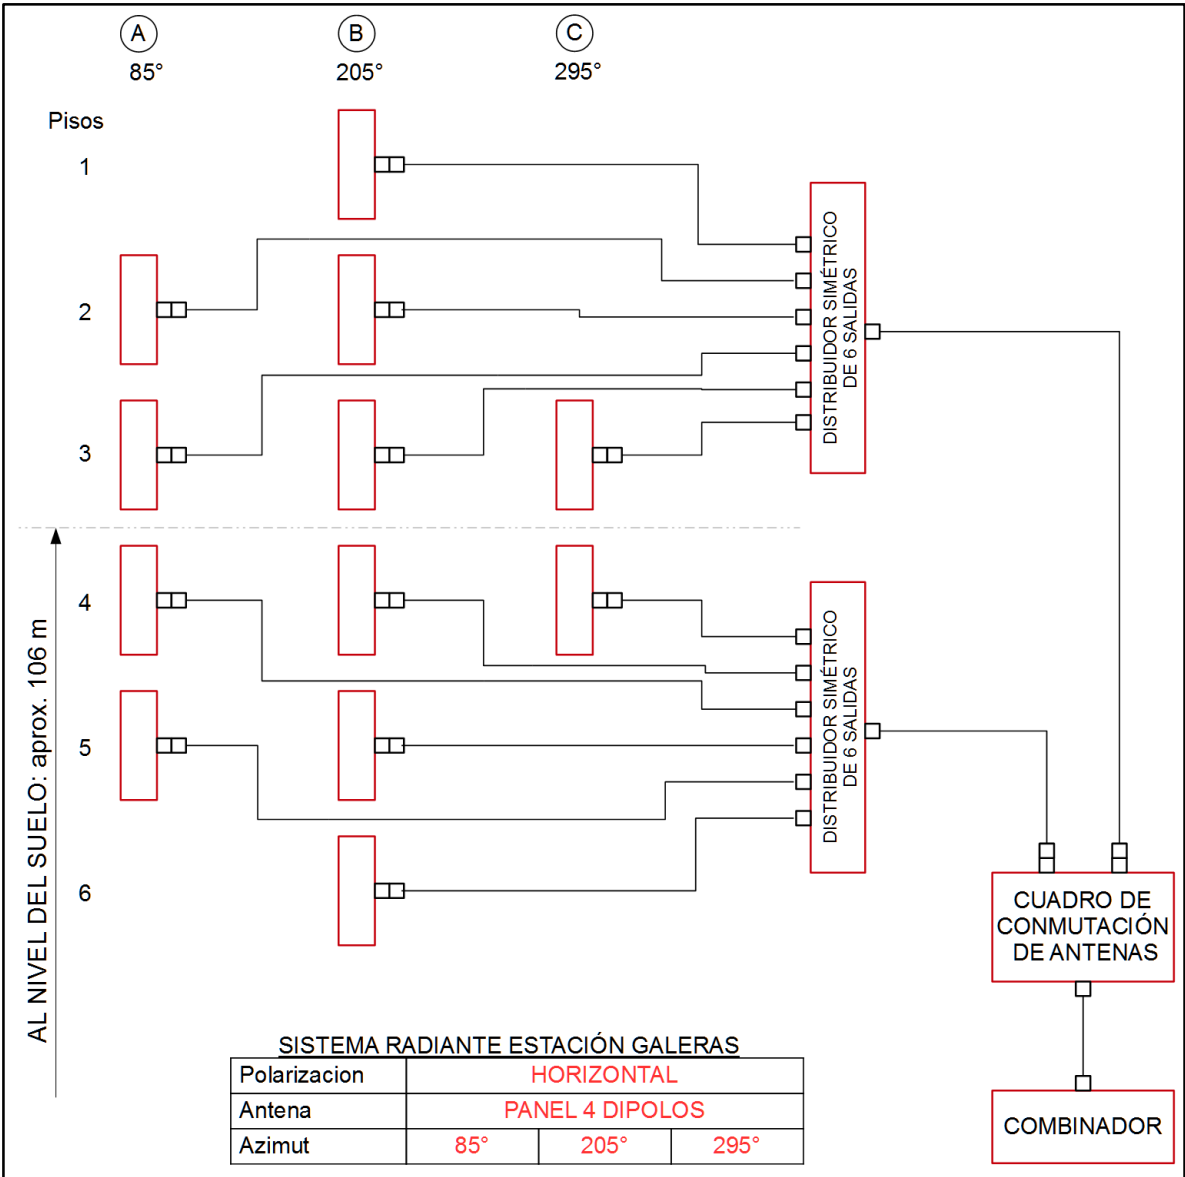 A B C
85° 205° 295°
Pisos
1
2
3
4
5
6
DISTRIBUIDOR SIMÉTRICO
DE 6 SALIDAS
DISTRIBUIDOR SIMÉTRICO
DE 6 SALIDAS
AL NIVEL DEL SUELO: aprox. 106 m
CUADRO DE
CONMUTACIÓN
DE ANTENAS
COMBINADOR
SISTEMA RADIANTE ESTACIÓN GALERAS
Polarizacion HORIZONTAL
Antena PANEL 4 DIPOLOS
Azimut 85° 205° 295°